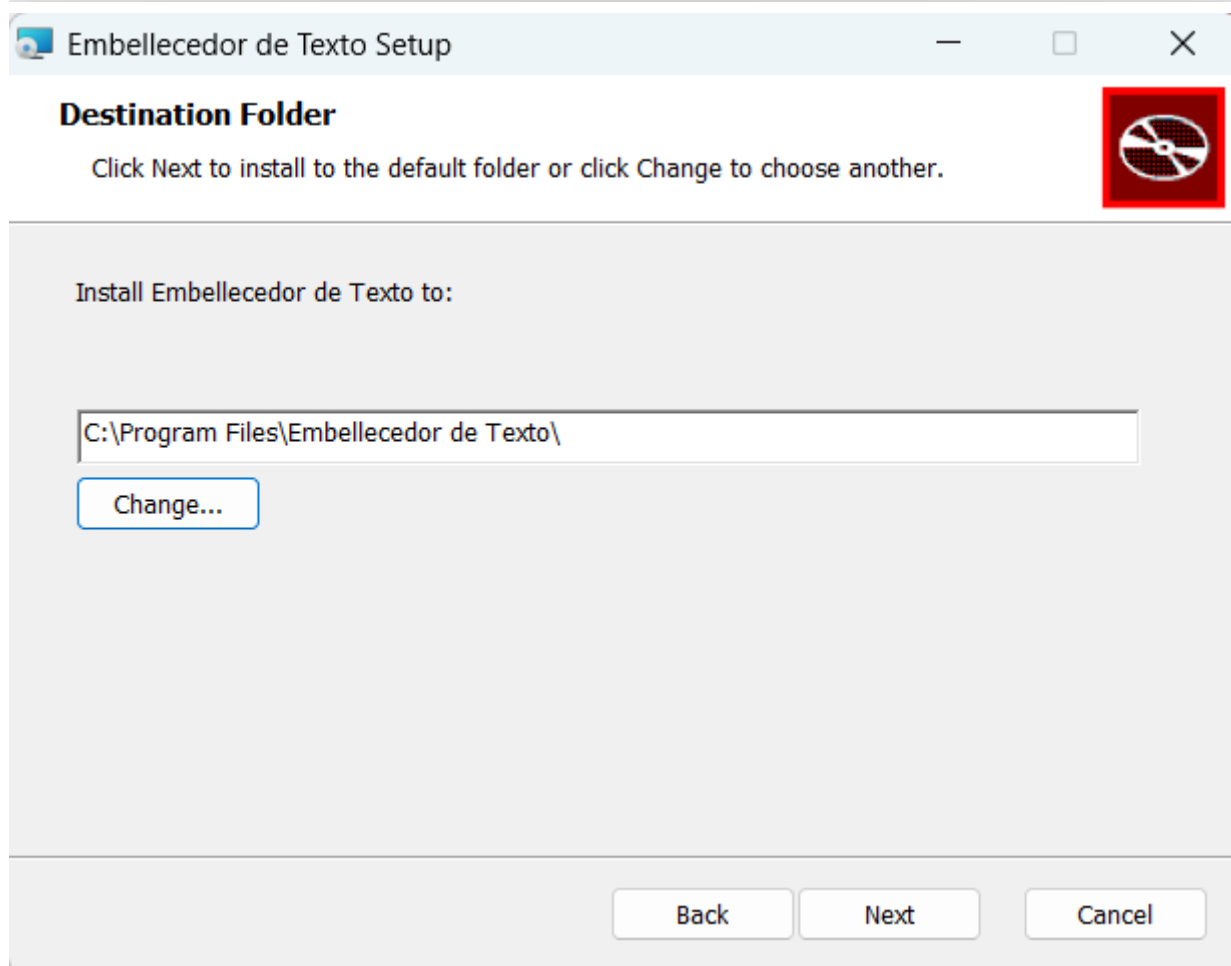 Embellecedor de Texto Setup
Destination Folder
Click Next to install to the default folder or click Change to choose another.
Install Embellecedor de Texto to:
C:\Program Files\Embellecedor de Texto\
Change...
Back Next Cancel